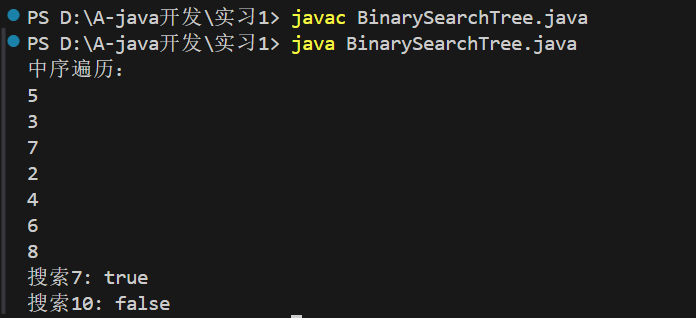 PS D:\A-java开发\实习1> javac BinarySearchTree.java
PS D:\A-java开发\实习1> java BinarySearchTree.java
中序遍历：
5
3
7
2
4
6
8
搜索7: true
搜索10: false